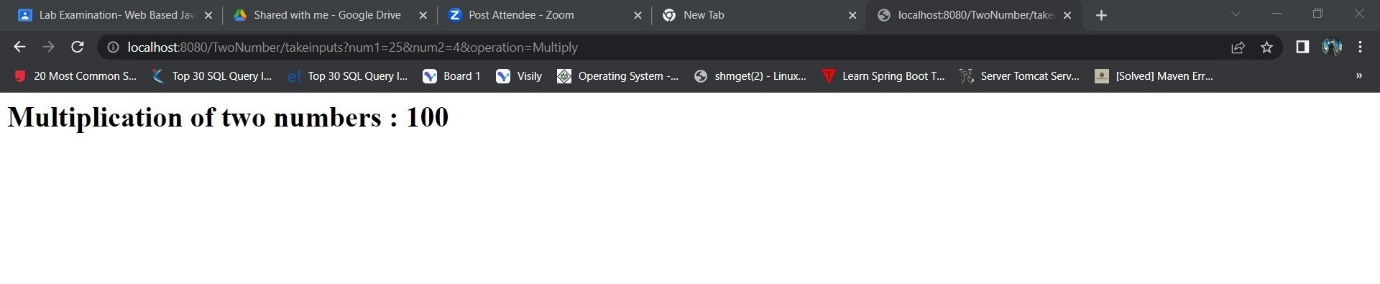 Lab Examination- Web Based Jav
Shared with me - Google Drive
Post Attendee - Zoom
New Tab
localhost:8080/TwoNumber/take
localhost:8080/TwoNumber/takeinputs?num1=25&num2=4&operation=Multiply
20 Most Common S... Top 30 SQL Query I... Top 30 SQL Query I... Board 1 Visily Operating System -... shmget(2) - Linux... Learn Spring Boot T... Server Tomcat Serv... [Solved] Maven Err... »
Multiplication of two numbers : 100